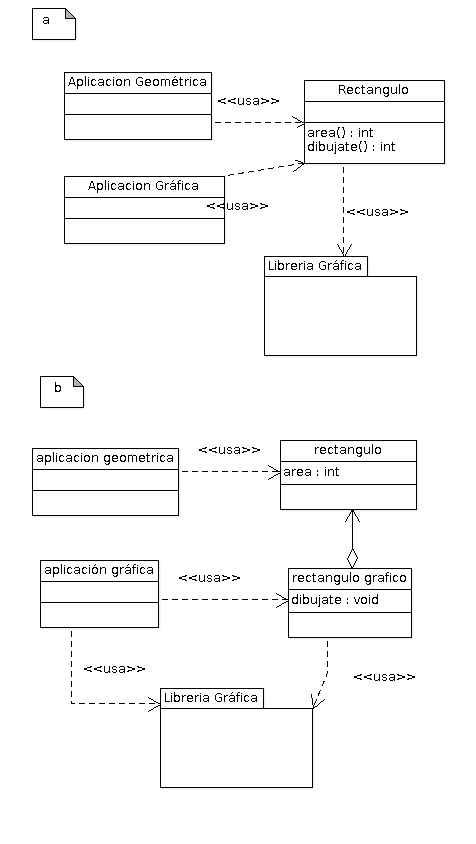 a
Aplicacion Geométrica
<<usa>>
Rectangulo
area() : int
dibujate() : int
Aplicacion Gráfica
<<usa>>
<<usa>>
Libreria Gráfica
b
aplicacion geometrica
<<usa>>
rectangulo
area : int
aplicación gráfica
<<usa>>
rectangulo grafico
dibujate : void
<<usa>>
<<usa>>
Libreria Gráfica